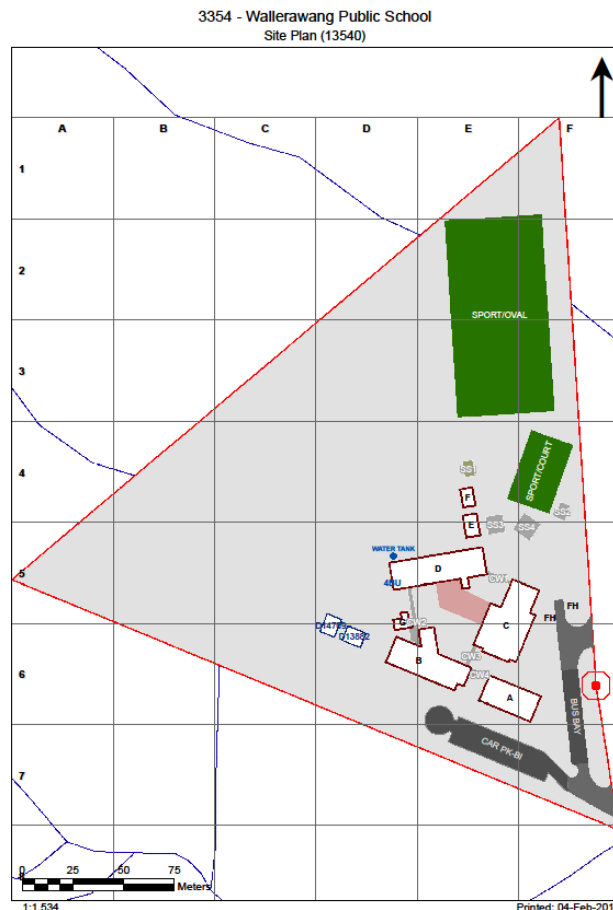 3354 - Wallerawang Public School
Site Plan (13540)
A B C D E F
1
2
SPORT/OVAL
3
4
SS1
SPORT/COURT
F
SS2
E
SS3
SS4
WATER TANK
5
D
4BU
CW1
FH
FH
G
CW2
C
D13882
B
CW3
6
CW4
A
BUS BAY
CAR PK-BI
7
8
0 25 50 75
Meters
1:1,534
Printed: 04-Feb-201